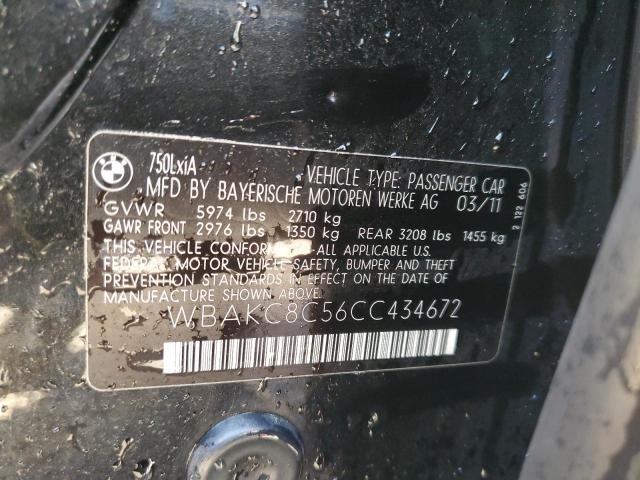 BMW
750LxiA
VEHICLE TYPE: PASSENGER CAR
MFD BY BAYERISCHE MOTOREN WERKE AG 03/11
GVWR 5974 lbs 2710 kg
GAWR FRONT 2976 lbs 1350 kg REAR 3208 lbs 1455 kg
THIS VEHICLE CONFORMS ALL APPLICABLE U.S.
FEDERAL MOTOR VEHICLE SAFETY, BUMPER AND THEFT
PREVENTION STANDARDS IN EFFECT ON THE DATE OF
MANUFACTURE SHOWN ABOVE.
WBAKC8C56CC434672
2 122 606